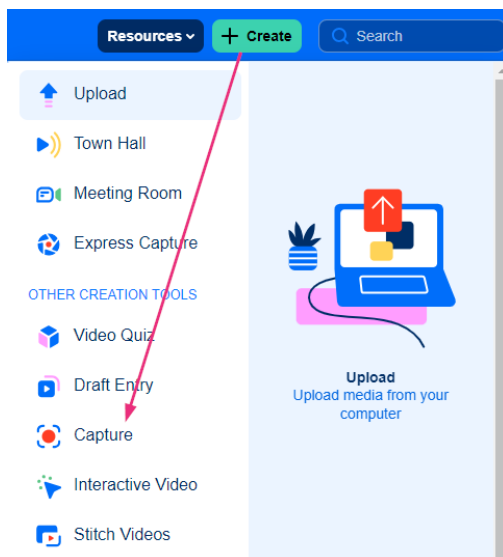 Resources
+ Create
Search
Upload
Town Hall
Meeting Room
Express Capture
OTHER CREATION TOOLS
Video Quiz
Draft Entry
Capture
Interactive Video
Stitch Videos
Upload
Upload media from your
computer